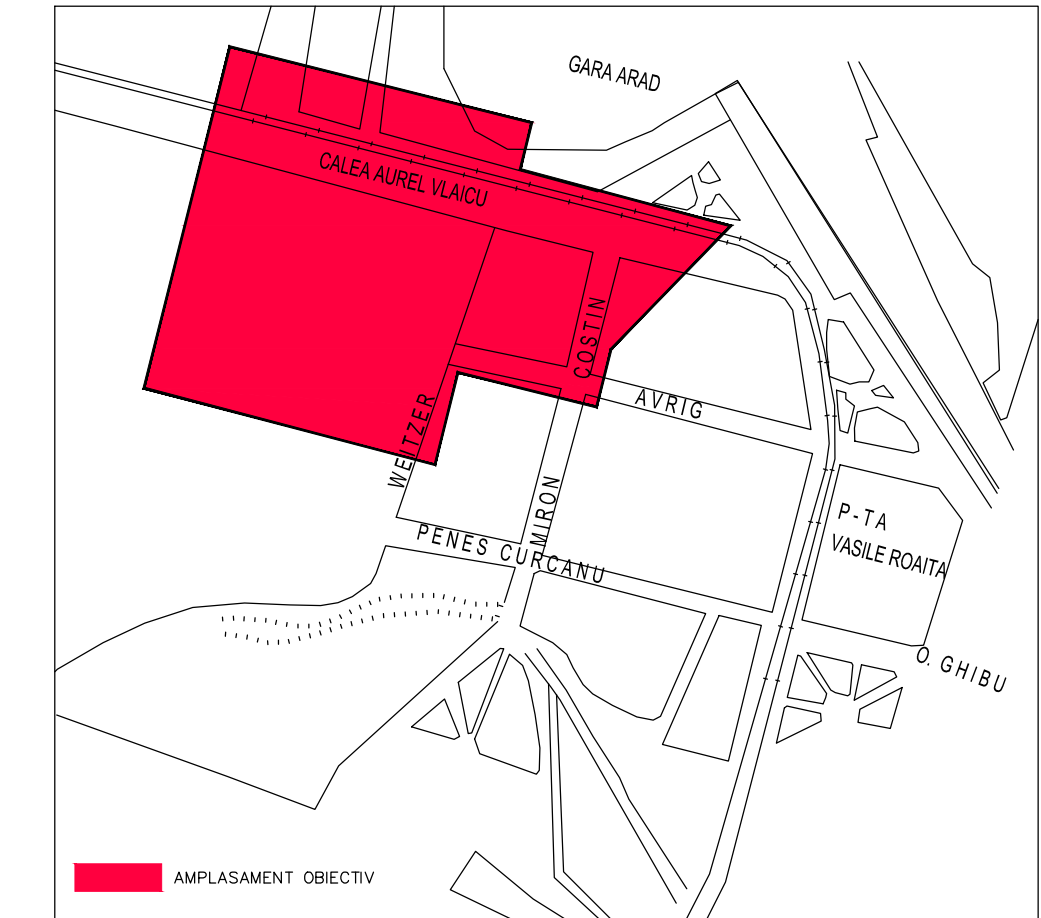 GARA ARAD
CALEA AUREL VLAICU
COSTIN
AVRIG
WEITZER
MIRON
P-TA
VASILE ROAITA
PENES CURCANU
O. GHIBU
AMPLASAMENT OBIECTIV